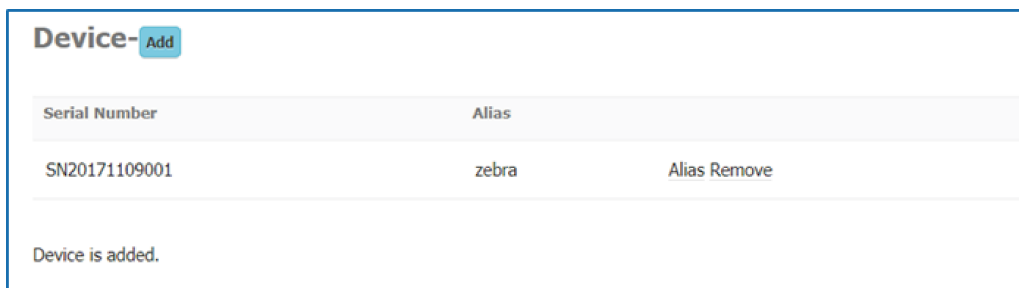 Device- Add
Serial Number Alias
SN20171109001 zebra Alias Remove
Device is added.